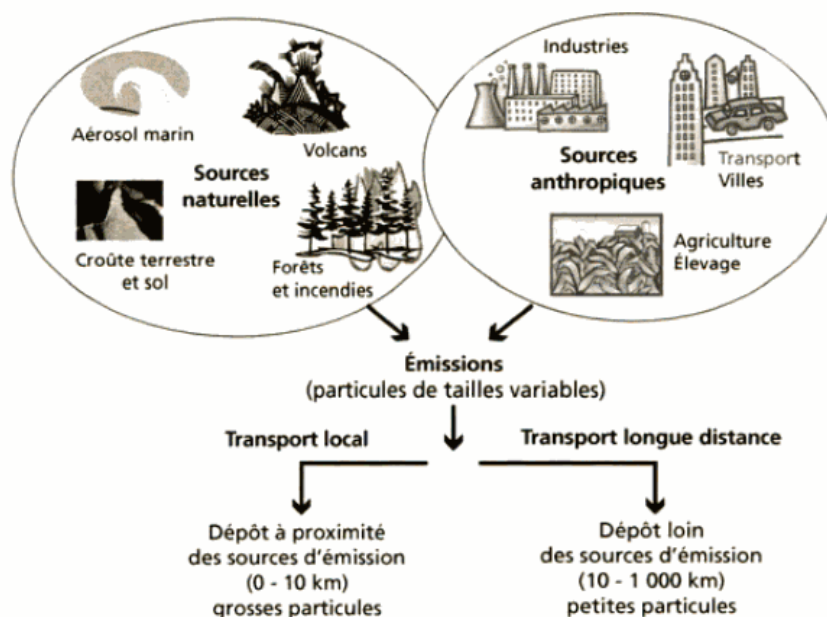 Industries
Aérosol marin
Volcans
Sources
naturelles
Sources
anthropiques
Transport
Villes
Croûte terrestre
et sol
Forêts
et incendies
Agriculture
Élevage
Émissions
(particules de tailles variables)
Transport local
Transport longue distance
Dépôt à proximité
des sources d'émission
(0 - 10 km)
grosses particules
Dépôt loin
des sources d'émission
(10 - 1 000 km)
petites particules